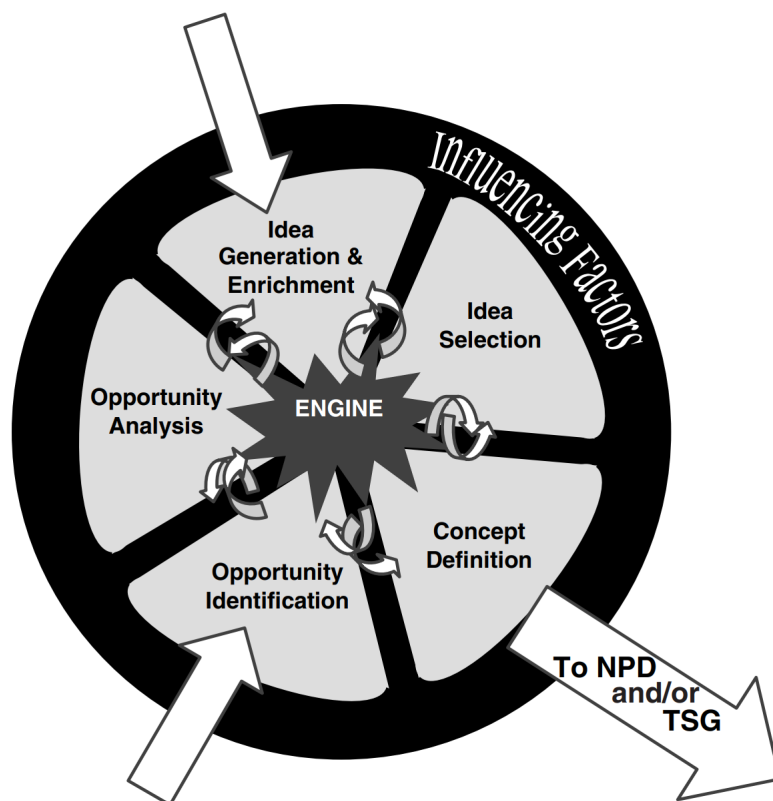 Influencing Factors
Idea
Generation &
Enrichment
Idea
Selection
Opportunity
Analysis
ENGINE
Concept
Definition
Opportunity
Identification
To NPD
and/or
TSG